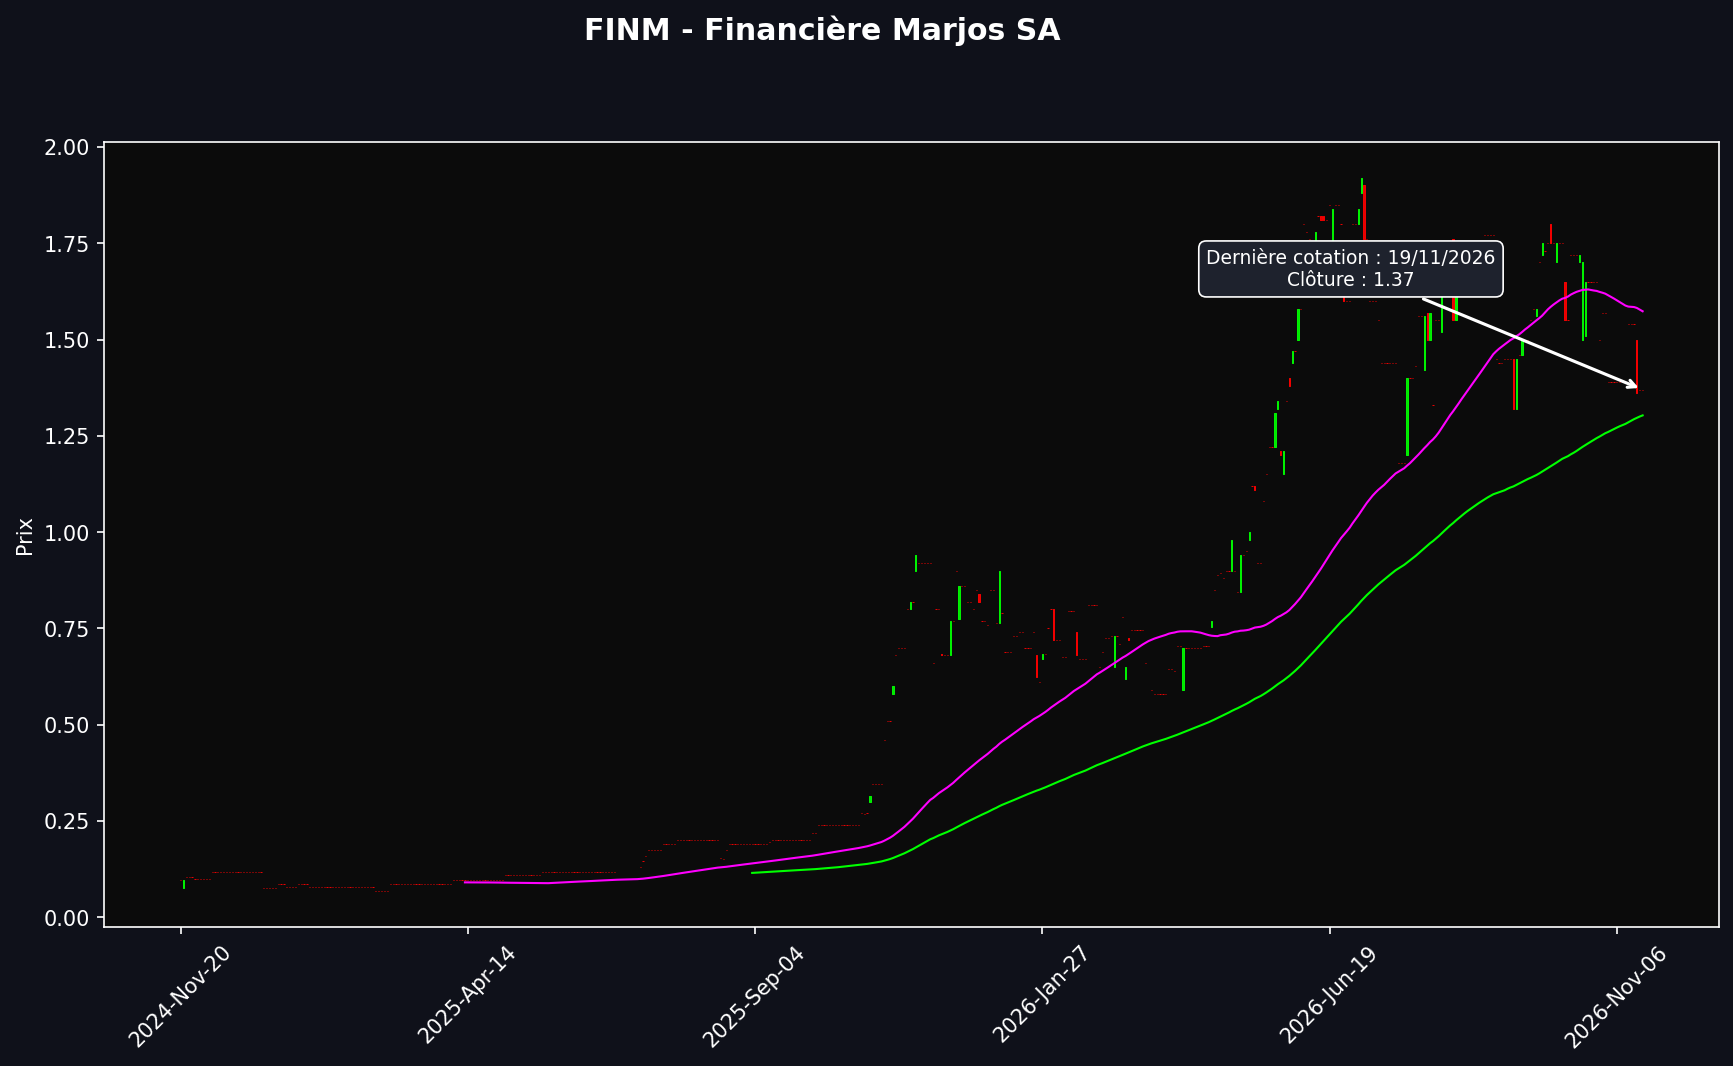 FINM - Financière Marjos SA
Prix
2.00
1.75
1.50
1.25
1.00
0.75
0.50
0.25
0.00
Dernière cotation : 19/11/2026
Clôture : 1.37
2024-Nov-20
2025-Apr-14
2025-Sep-04
2026-Jan-27
2026-Jun-19
2026-Nov-06